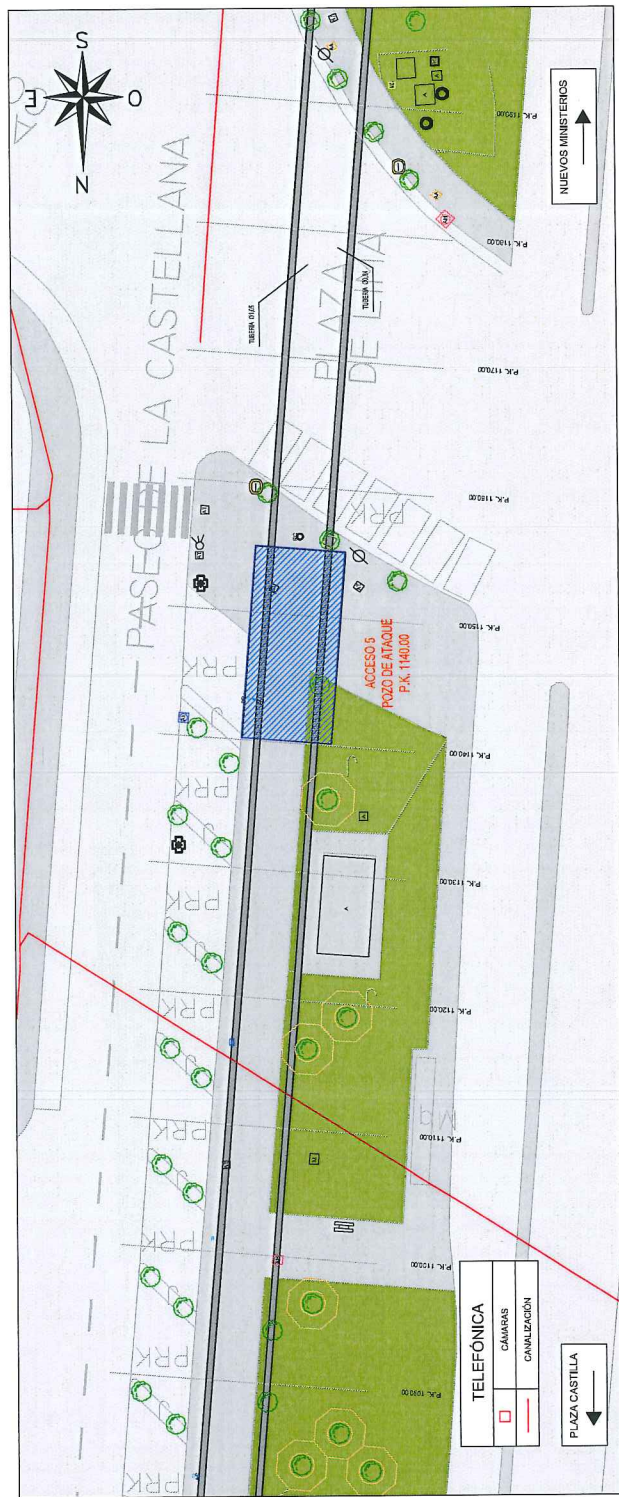 S
E
O
N
PASEO DE LA CASTELLANA
PLAZA
DE LIMA
NUEVOS MINISTERIOS
P.K. 1190.00
P.K. 1180.00
P.K. 1170.00
P.K. 1160.00
P.K. 1150.00
P.K. 1140.00
P.K. 1130.00
P.K. 1120.00
P.K. 1110.00
P.K. 1100.00
P.K. 1090.00
PRK
ACCESO 5
POZO DE ATAQUE
P.K. 1140.00
PRK
PRK
PRK
PRK
PRK
PRK
PRK
PRK
Mq
TELEFÓNICA
CÁMARAS
CANALIZACIÓN
PLAZA CASTILLA